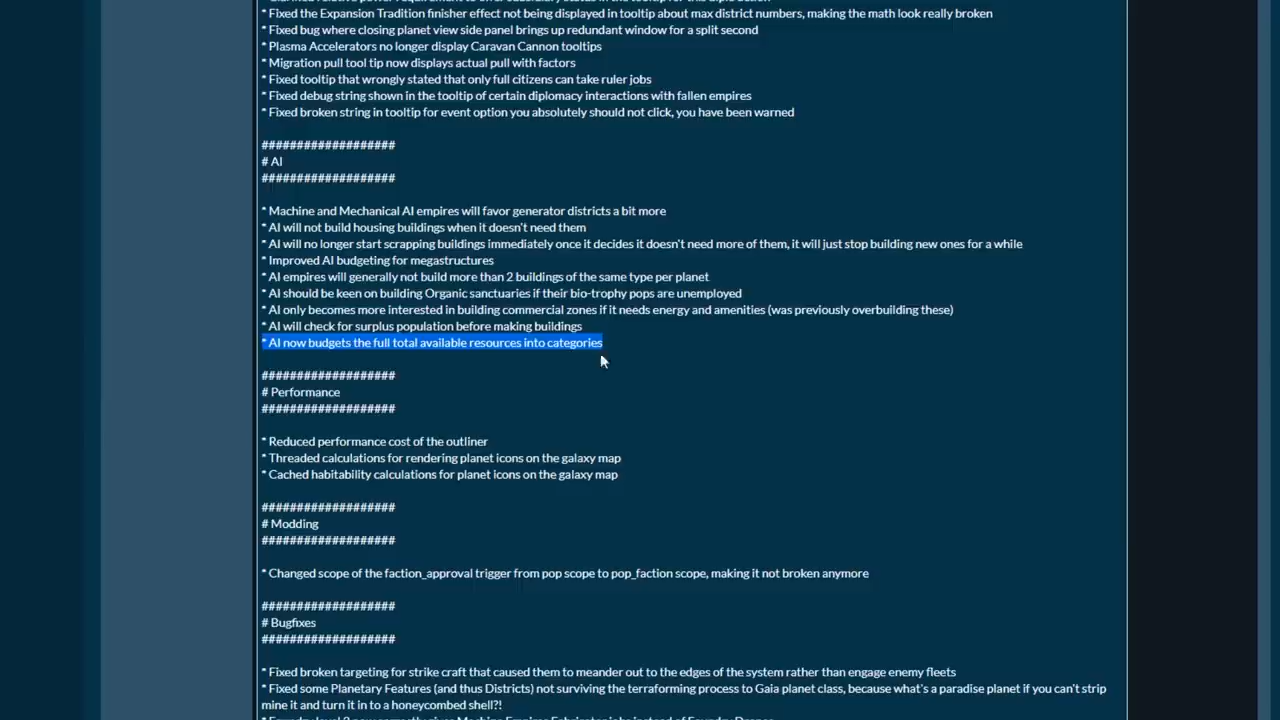 * Fixed the Expansion Tradition finisher effect not being displayed in tooltip about max district numbers, making the math look really broken
* Fixed bug where closing planet view side panel brings up redundant window for a split second
* Plasma Accelerators no longer display Caravan Cannon tooltips
* Migration pull tool tip now displays actual pull with factors
* Fixed tooltip that wrongly stated that only full citizens can take ruler jobs
* Fixed debug string shown in the tooltip of certain diplomacy interactions with fallen empires
* Fixed broken string in tooltip for event option you absolutely should not click, you have been warned
###################
# AI
###################
* Machine and Mechanical AI empires will favor generator districts a bit more
* AI will not build housing buildings when it doesn't need them
* AI will no longer start scrapping buildings immediately once it decides it doesn't need more of them, it will just stop building new ones for a while
* Improved AI budgeting for megastructures
* AI empires will generally not build more than 2 buildings of the same type per planet
* AI should be keen on building Organic sanctuaries if their bio-trophy pops are unemployed
* AI only becomes more interested in building commercial zones if it needs energy and amenities (was previously overbuilding these)
* AI will check for surplus population before making buildings
* AI now budgets the full total available resources into categories
###################
# Performance
###################
* Reduced performance cost of the outliner
* Threaded calculations for rendering planet icons on the galaxy map
* Cached habitability calculations for planet icons on the galaxy map
###################
# Modding
###################
* Changed scope of the faction_approval trigger from pop scope to pop_faction scope, making it not broken anymore
###################
# Bugfixes
###################
* Fixed broken targeting for strike craft that caused them to meander out to the edges of the system rather than engage enemy fleets
* Fixed some Planetary Features (and thus Districts) not surviving the terraforming process to Gaia planet class, because what's a paradise planet if you can't strip
mine it and turn it in to a honeycombed shell?!